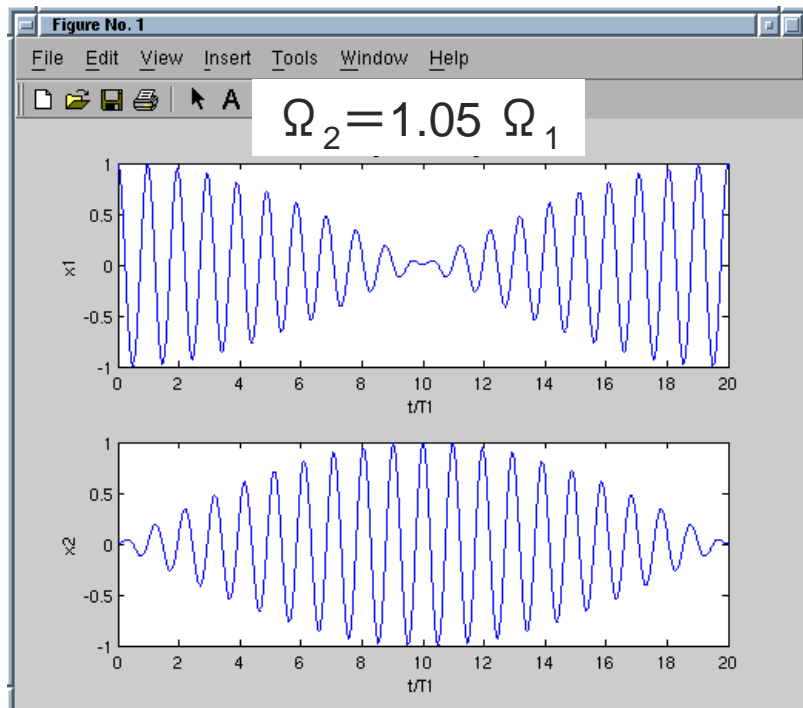 Figure No. 1
File Edit View Insert Tools Window Help
A
Ω₂=1.05 Ω₁
1
0.5
0
-0.5
-1
x1
0 2 4 6 8 10 12 14 16 18 20
t/T1
1
0.5
0
-0.5
-1
x2
0 2 4 6 8 10 12 14 16 18 20
t/T1